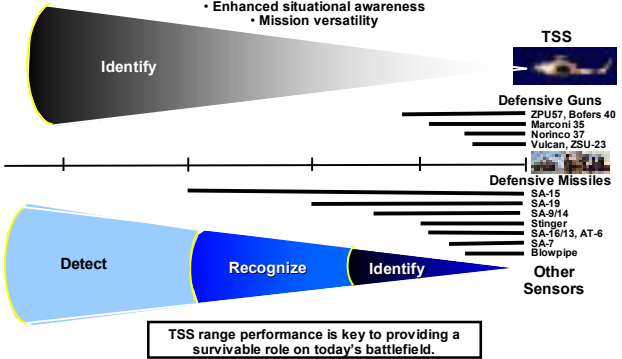 • Enhanced situational awareness
• Mission versatility
TSS
Identify
Defensive Guns
ZPU57, Bofers 40
Marconi 35
Norinco 37
Vulcan, ZSU-23
Defensive Missiles
SA-15
SA-19
SA-9/14
Stinger
SA-16/13, AT-6
SA-7
Blowpipe
Detect
Recognize
Identify
Other
Sensors
TSS range performance is key to providing a
survivable role on today's battlefield.